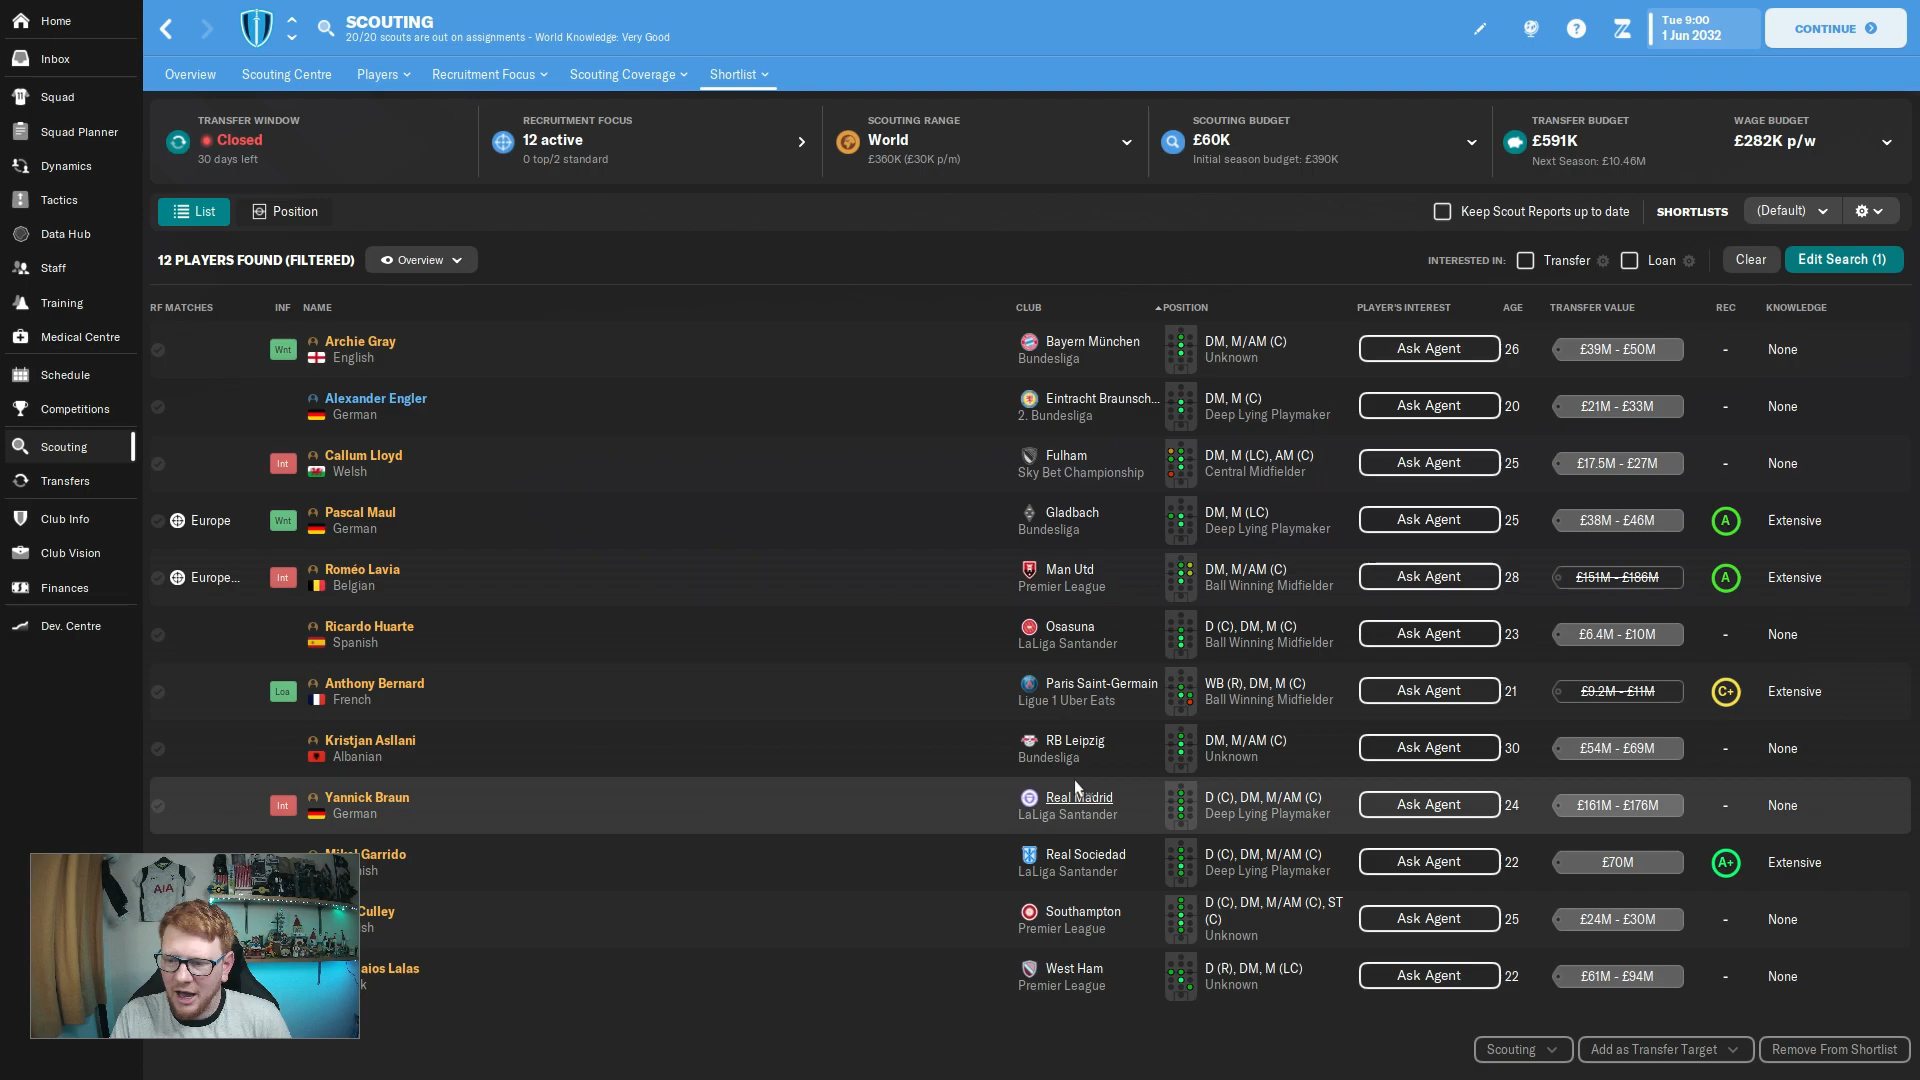 Home
Inbox
Squad
Squad Planner
Dynamics
Tactics
Data Hub
Staff
Training
Medical Centre
Schedule
Competitions
Scouting
Transfers
Club Info
Club Vision
Finances
Dev. Centre
SCOUTING
20/20 scouts are out on assignments - World Knowledge: Very Good
Tue 9:00
1 Jun 2032
CONTINUE
Overview
Scouting Centre
Players
Recruitment Focus
Scouting Coverage
Shortlist
TRANSFER WINDOW
Closed
30 days left
RECRUITMENT FOCUS
12 active
0 top/2 standard
SCOUTING RANGE
World
£360K (£30K p/m)
SCOUTING BUDGET
£60K
Initial season budget: £390K
TRANSFER BUDGET
£591K
Next Season: £10.46M
WAGE BUDGET
£282K p/w
List
Position
Keep Scout Reports up to date
SHORTLISTS
(Default)
12 PLAYERS FOUND (FILTERED)
Overview
INTERESTED IN:
Transfer
Loan
Clear
Edit Search (1)
RF MATCHES INF NAME CLUB POSITION PLAYER'S INTEREST AGE TRANSFER VALUE REC KNOWLEDGE
Wnt Archie Gray Bayern München DM, M/AM (C) Ask Agent 26 £39M - £50M - None
English Bundesliga Unknown
Alexander Engler Eintracht Braunsch... DM, M (C) Ask Agent 20 £21M - £33M - None
German 2. Bundesliga Deep Lying Playmaker
Int Callum Lloyd Fulham DM, M (LC), AM (C) Ask Agent 25 £17.5M - £27M - None
Welsh Sky Bet Championship Central Midfielder
Europe Wnt Pascal Maul Gladbach DM, M (LC) Ask Agent 25 £38M - £46M A Extensive
German Bundesliga Deep Lying Playmaker
Europe... Int Roméo Lavia Man Utd DM, M/AM (C) Ask Agent 28 £151M - £186M A Extensive
Belgian Premier League Ball Winning Midfielder
Ricardo Huarte Osasuna D (C), DM, M (C) Ask Agent 23 £6.4M - £10M - None
Spanish LaLiga Santander Ball Winning Midfielder
Loa Anthony Bernard Paris Saint-Germain WB (R), DM, M (C) Ask Agent 21 £9.2M - £11M C+ Extensive
French Ligue 1 Uber Eats Ball Winning Midfielder
Kristjan Asllani RB Leipzig DM, M/AM (C) Ask Agent 30 £54M - £69M - None
Albanian Bundesliga Unknown
Int Yannick Braun Real Madrid D (C), DM, M/AM (C) Ask Agent 24 £161M - £176M - None
German LaLiga Santander Deep Lying Playmaker
Garrido Real Sociedad D (C), DM, M/AM (C) Ask Agent 22 £70M A+ Extensive
nish LaLiga Santander Deep Lying Playmaker
Culley Southampton D (C), DM, M/AM (C), ST (C) Ask Agent 25 £24M - £30M - None
sh Premier League Unknown
aios Lalas West Ham D (R), DM, M (LC) Ask Agent 22 £61M - £94M - None
k Premier League Unknown
AIA
Scouting
Add as Transfer Target
Remove From Shortlist